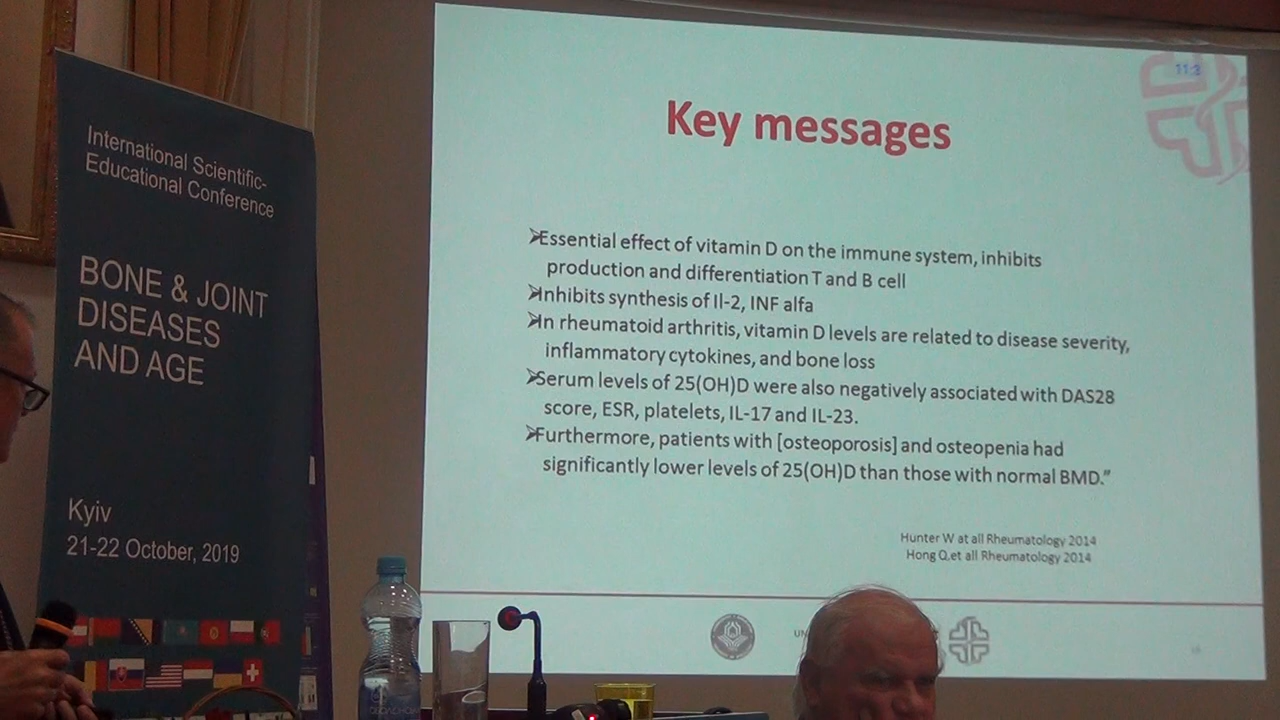 International Scientific-
Educational Conference
BONE & JOINT
DISEASES
AND AGE
Kyiv
21-22 October, 2019
Key messages
➢Essential effect of vitamin D on the immune system, inhibits
production and differentiation T and B cell
➢Inhibits synthesis of Il-2, INF alfa
➢In rheumatoid arthritis, vitamin D levels are related to disease severity,
inflammatory cytokines, and bone loss
➢Serum levels of 25(OH)D were also negatively associated with DAS28
score, ESR, platelets, IL-17 and IL-23.
➢Furthermore, patients with [osteoporosis] and osteopenia had
significantly lower levels of 25(OH)D than those with normal BMD.”
Hunter W at all Rheumatology 2014
Hong Q,et all Rheumatology 2014